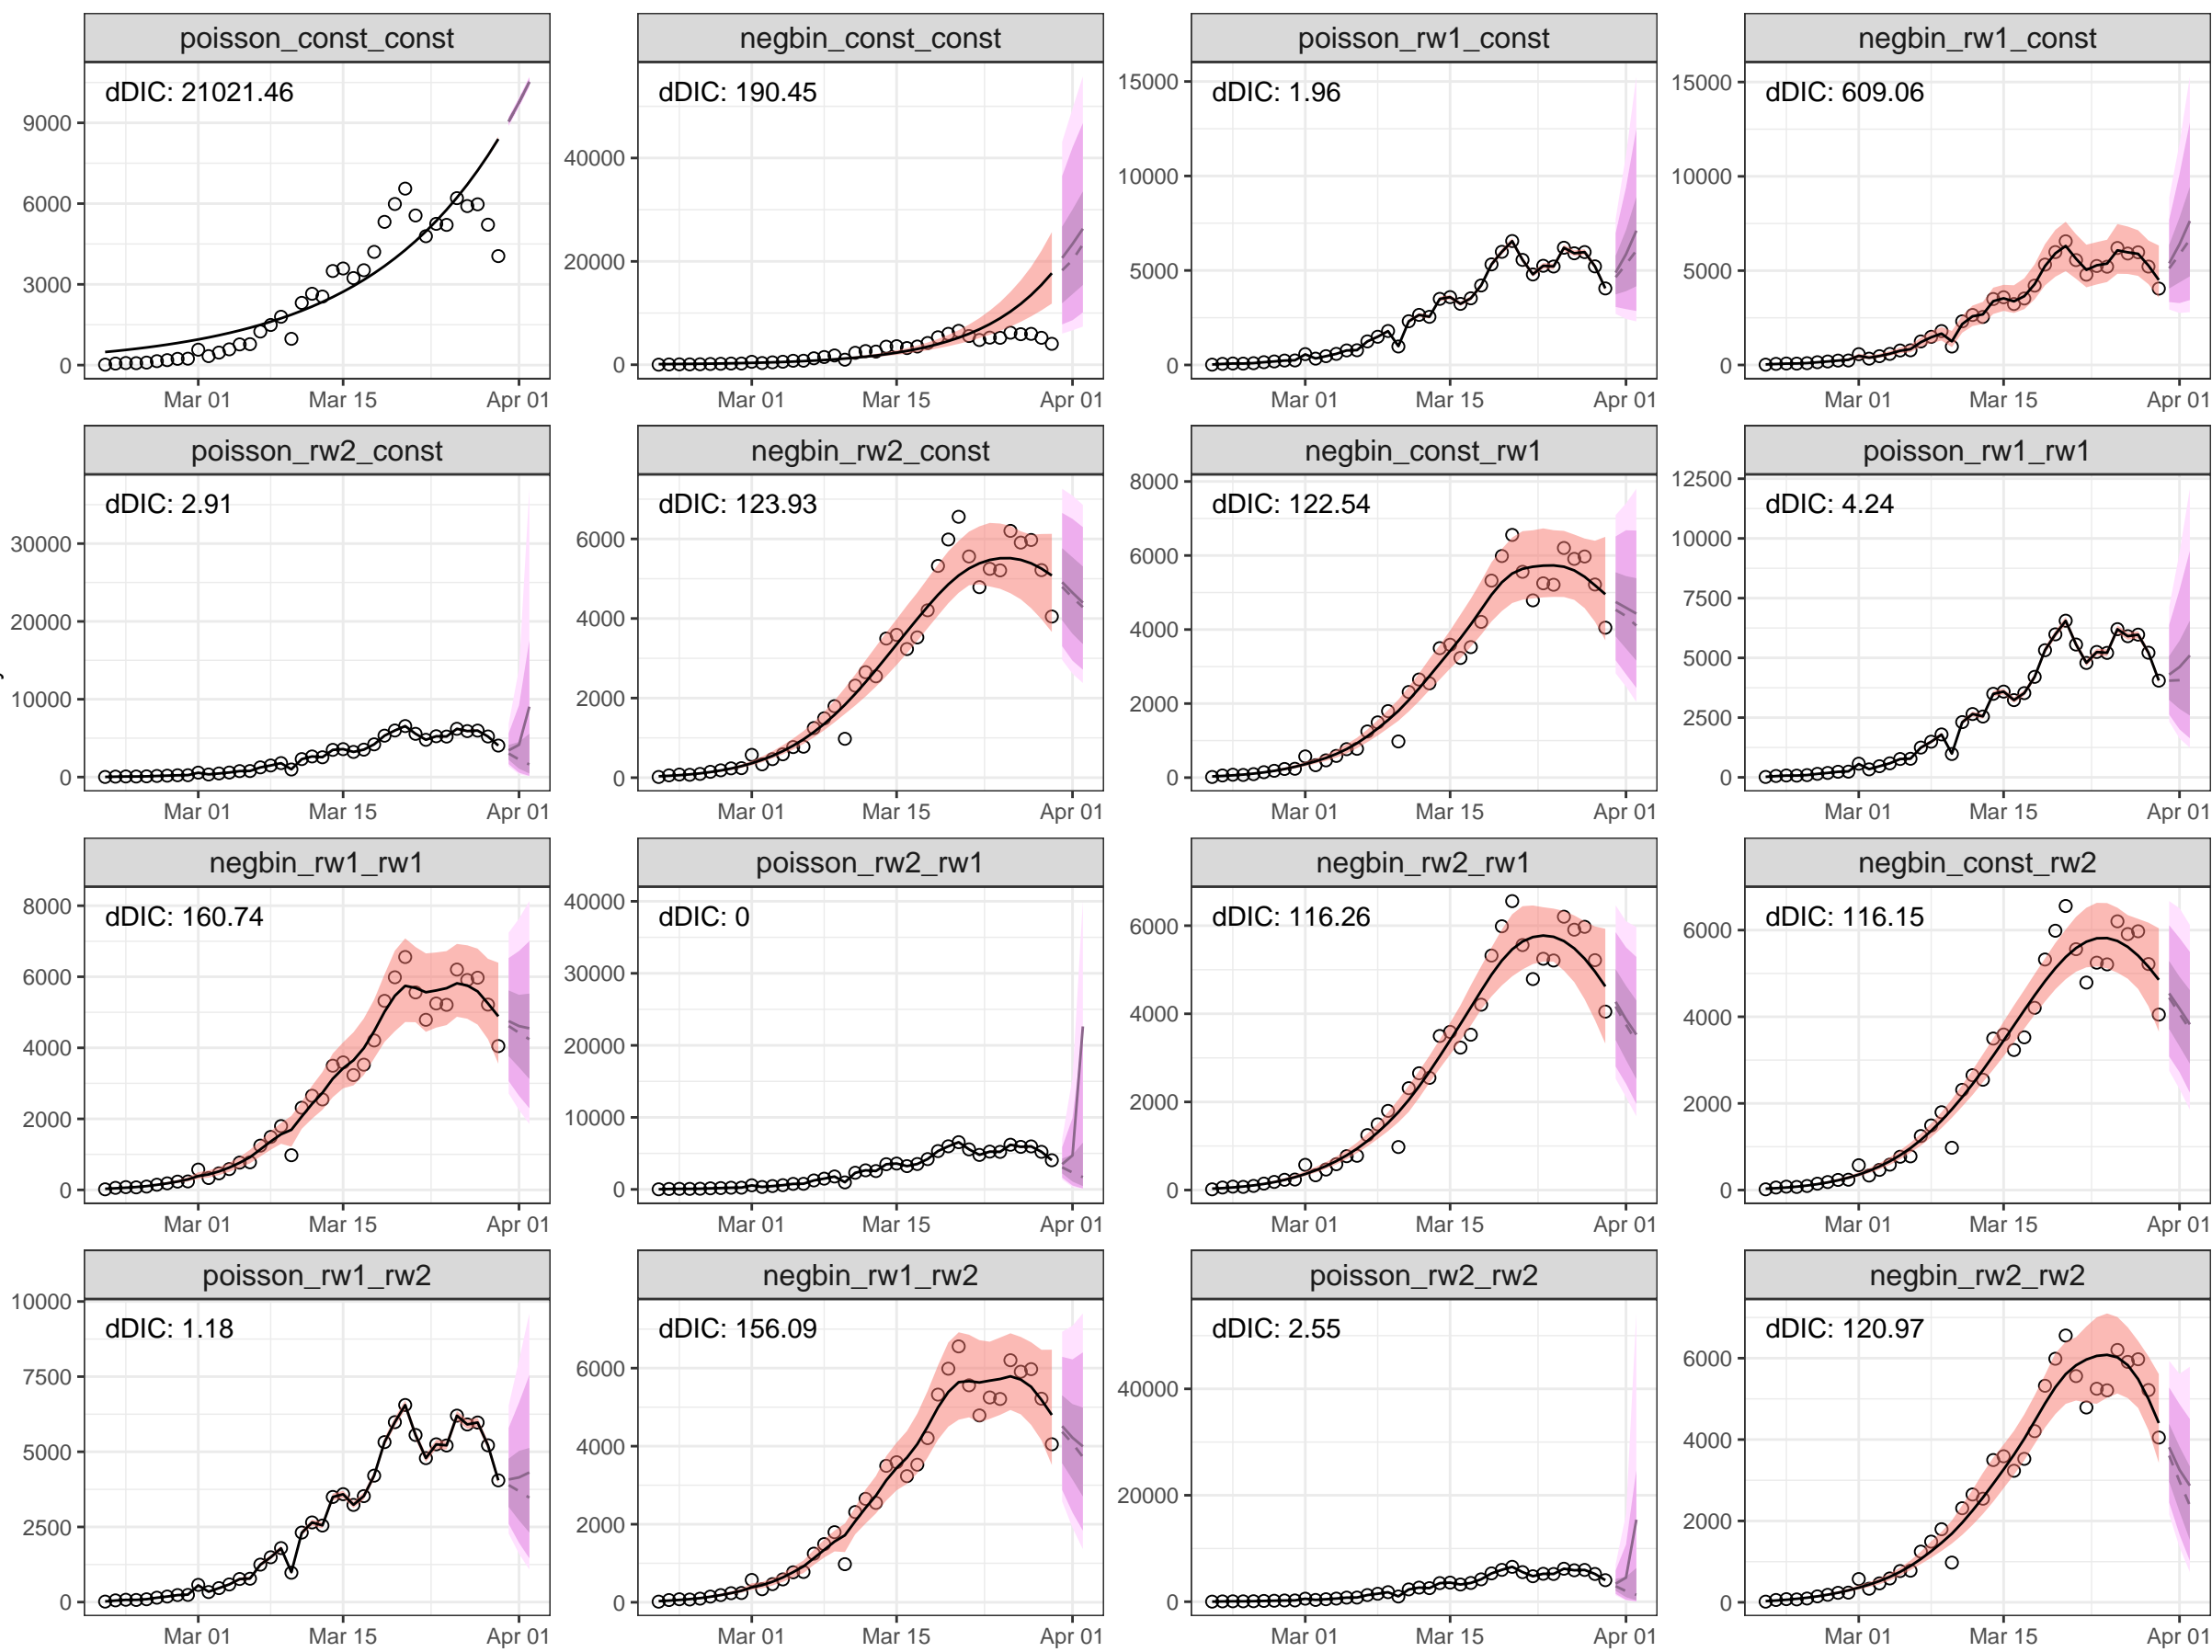 poisson_const_const
negbin_const_const
poisson_rw1_const
negbin_rw1_const
dDIC: 21021.46
dDIC: 190.45
dDIC: 1.96
dDIC: 609.06
9000
6000
3000
0
40000
20000
0
15000
10000
5000
0
15000
10000
5000
0
Mar 01 Mar 15 Apr 01
Mar 01 Mar 15 Apr 01
Mar 01 Mar 15 Apr 01
Mar 01 Mar 15 Apr 01
poisson_rw2_const
negbin_rw2_const
negbin_const_rw1
poisson_rw1_rw1
dDIC: 2.91
dDIC: 123.93
dDIC: 122.54
dDIC: 4.24
30000
20000
10000
0
6000
4000
2000
0
8000
6000
4000
2000
0
12500
10000
7500
5000
2500
0
Mar 01 Mar 15 Apr 01
Mar 01 Mar 15 Apr 01
Mar 01 Mar 15 Apr 01
Mar 01 Mar 15 Apr 01
negbin_rw1_rw1
poisson_rw2_rw1
negbin_rw2_rw1
negbin_const_rw2
dDIC: 160.74
dDIC: 0
dDIC: 116.26
dDIC: 116.15
8000
6000
4000
2000
0
40000
30000
20000
10000
0
6000
4000
2000
0
6000
4000
2000
0
Mar 01 Mar 15 Apr 01
Mar 01 Mar 15 Apr 01
Mar 01 Mar 15 Apr 01
Mar 01 Mar 15 Apr 01
poisson_rw1_rw2
negbin_rw1_rw2
poisson_rw2_rw2
negbin_rw2_rw2
dDIC: 1.18
dDIC: 156.09
dDIC: 2.55
dDIC: 120.97
10000
7500
5000
2500
0
6000
4000
2000
0
40000
20000
0
6000
4000
2000
0
Mar 01 Mar 15 Apr 01
Mar 01 Mar 15 Apr 01
Mar 01 Mar 15 Apr 01
Mar 01 Mar 15 Apr 01